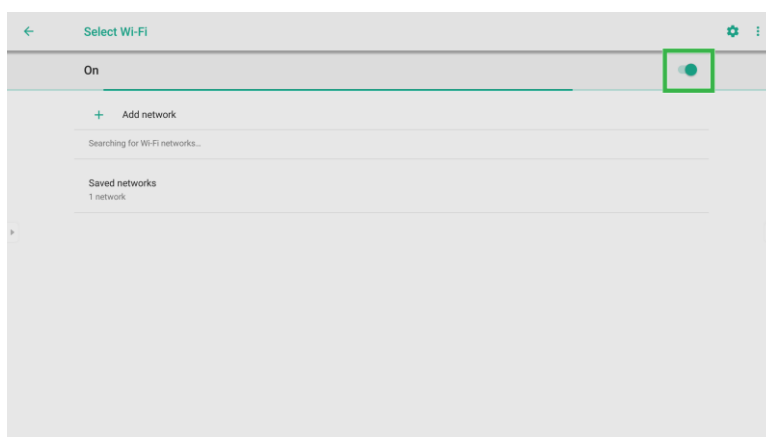 Select Wi-Fi
On
Add network
Searching for Wi-Fi networks...
Saved networks
1 network